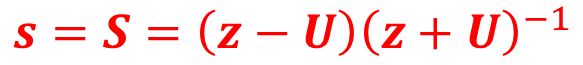 s = S = (z − U)(z + U)⁻¹